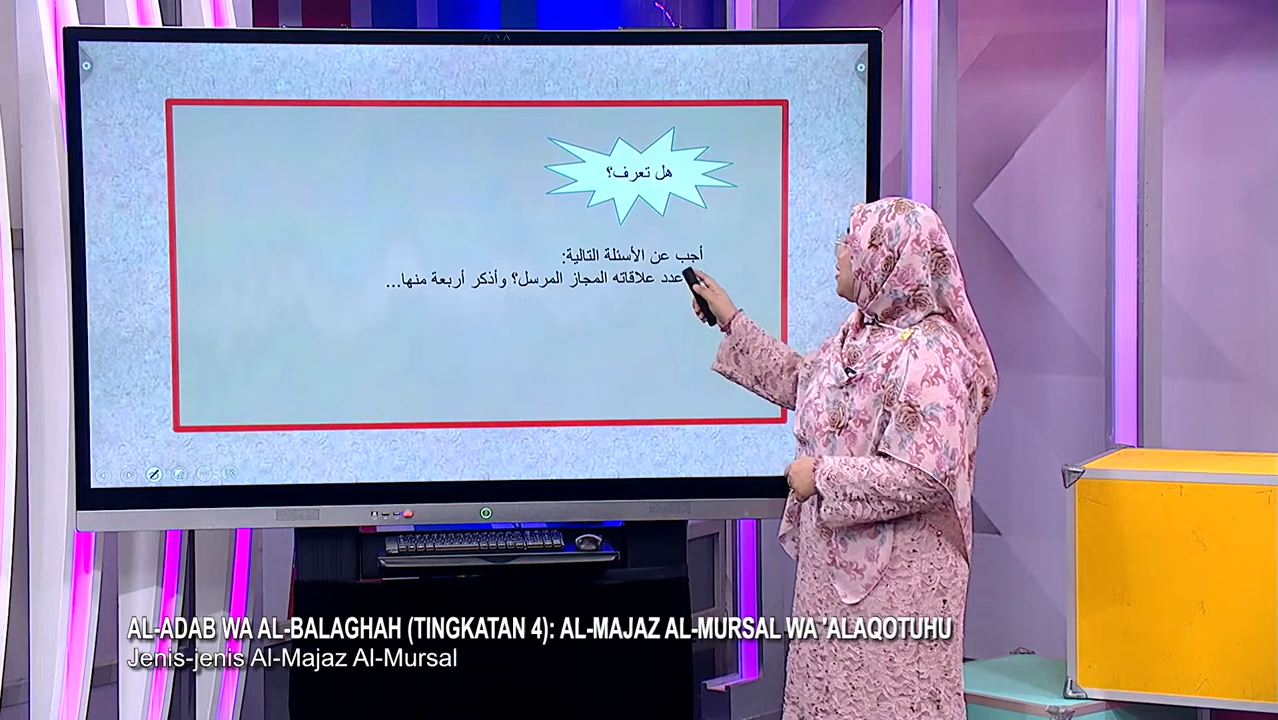 هل تعرف؟
أجب عن الأسئلة التالية:
عدد علاقاته المجاز المرسل؟ وأذكر أربعة منها...
AL-ADAB WA AL-BALAGHAH (TINGKATAN 4): AL-MAJAZ AL-MURSAL WA 'ALAQOTUHU
Jenis-jenis Al-Majaz Al-Mursal